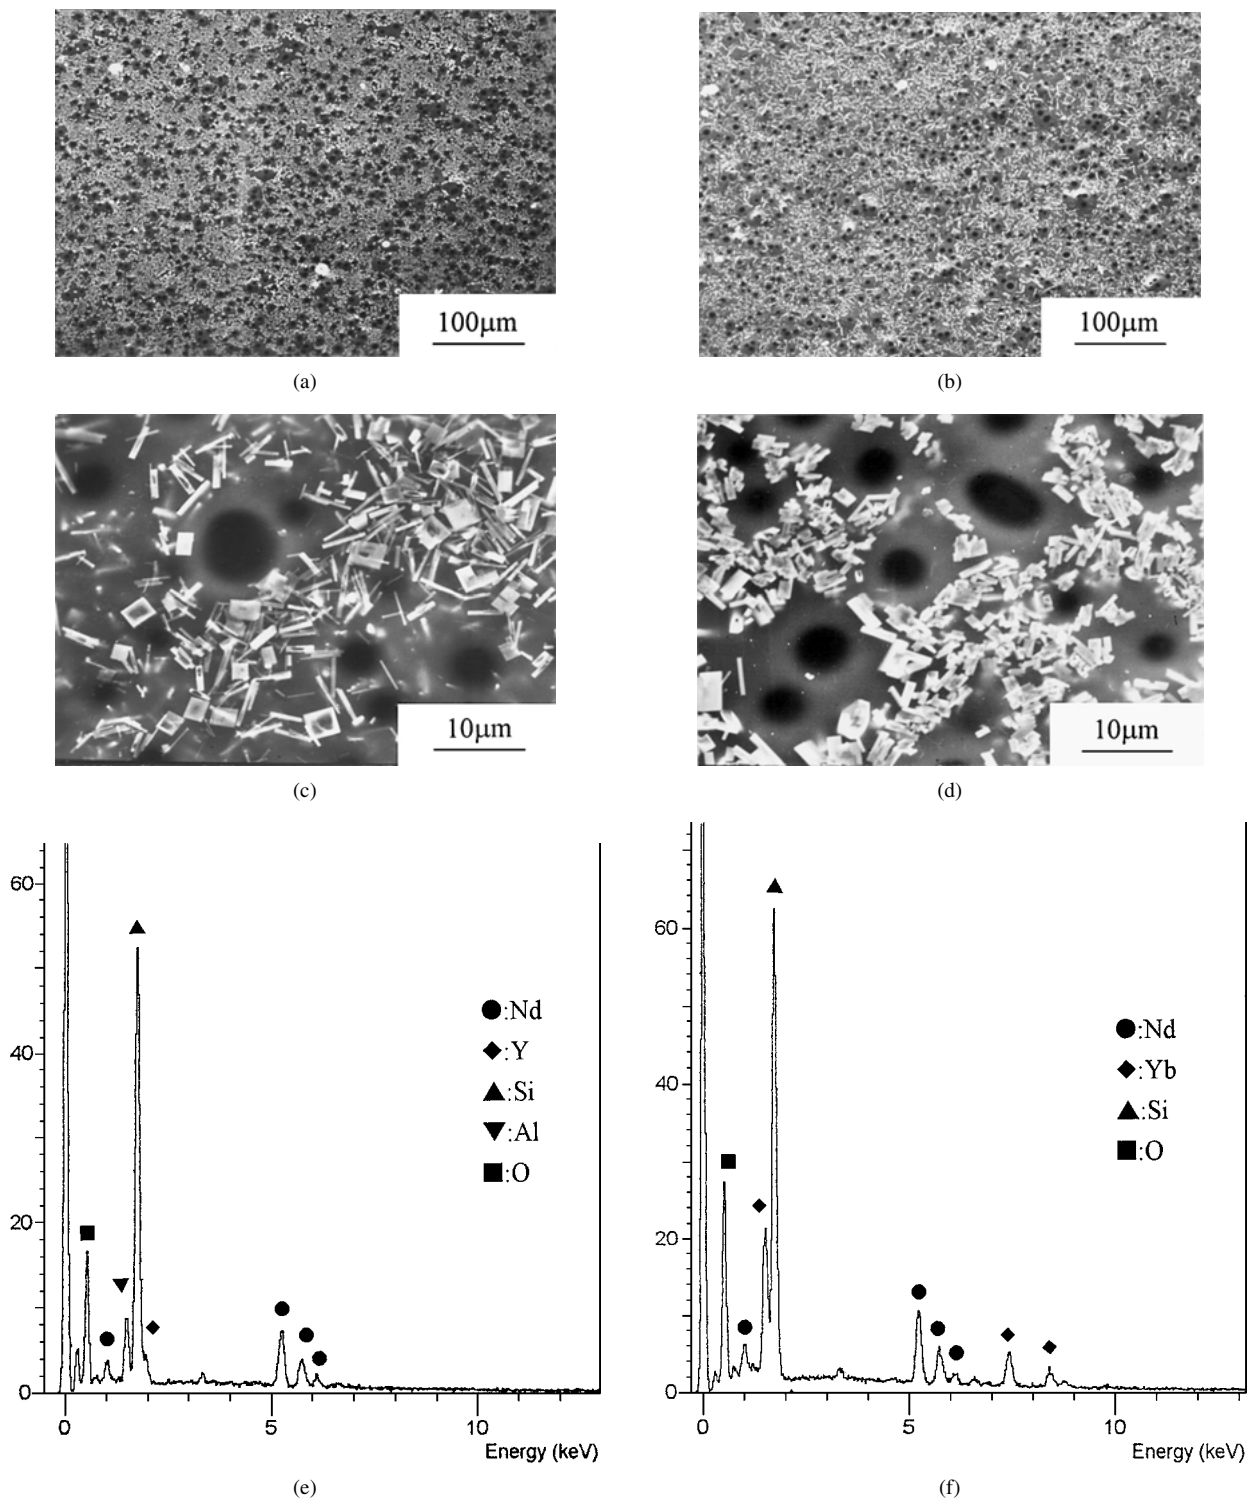 100μm
100μm
(a)
(b)
10μm
10μm
(c)
(d)
60
40
20
0
0
5
10
Energy (keV)
:Nd
:Y
:Si
:Al
:O
(e)
60
40
20
0
0
5
10
Energy (keV)
:Nd
:Yb
:Si
:O
(f)